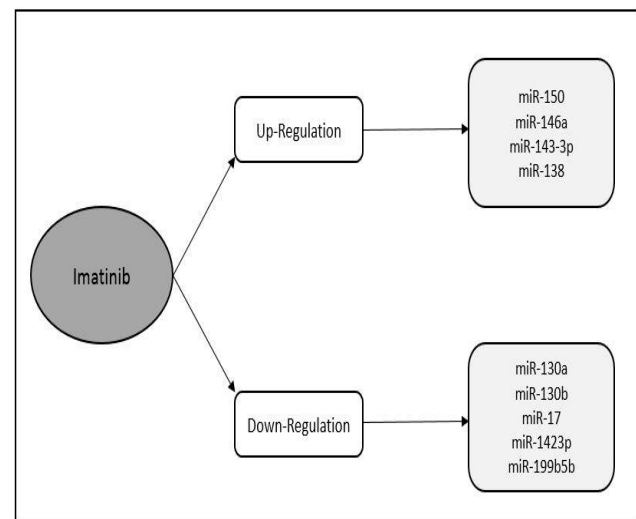 Imatinib
Up-Regulation
miR-150
miR-146a
miR-143-3p
miR-138
Down-Regulation
miR-130a
miR-130b
miR-17
miR-1423p
miR-199b5b